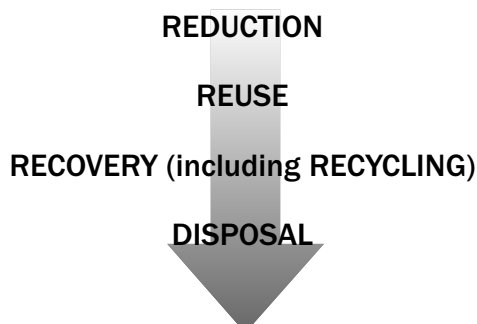 REDUCTION
REUSE
RECOVERY (including RECYCLING)
DISPOSAL